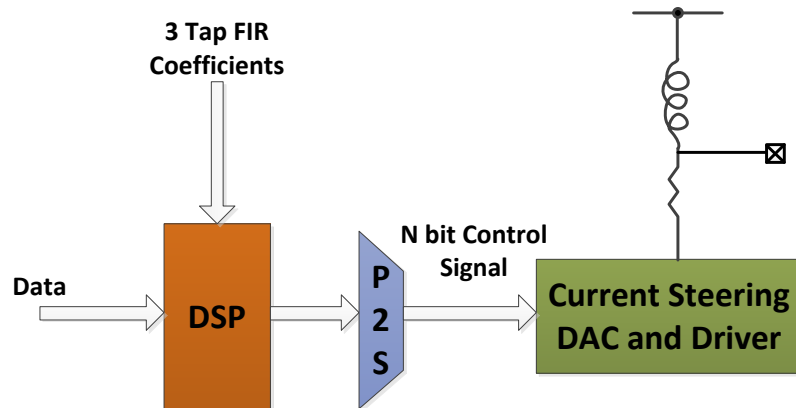 3 Tap FIR
Coefficients
Data
DSP
P
2
S
N bit Control
Signal
Current Steering
DAC and Driver